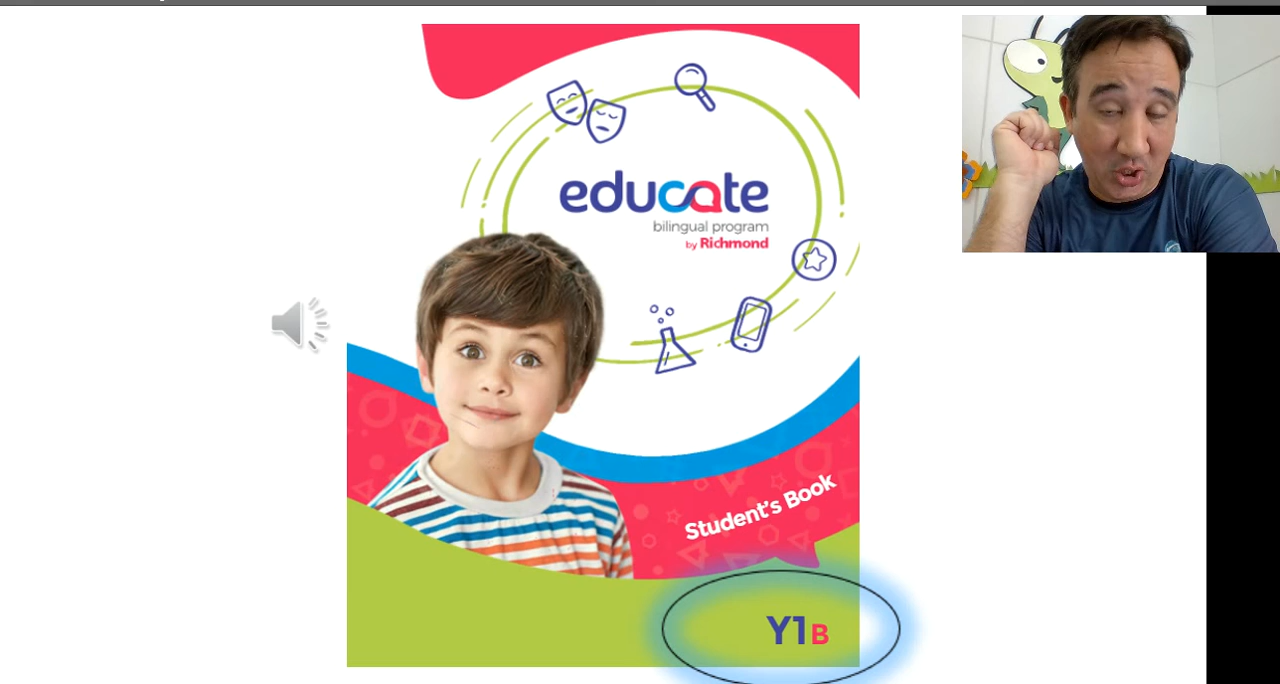 educate
bilingual program
by Richmond
Student's Book
Y1B